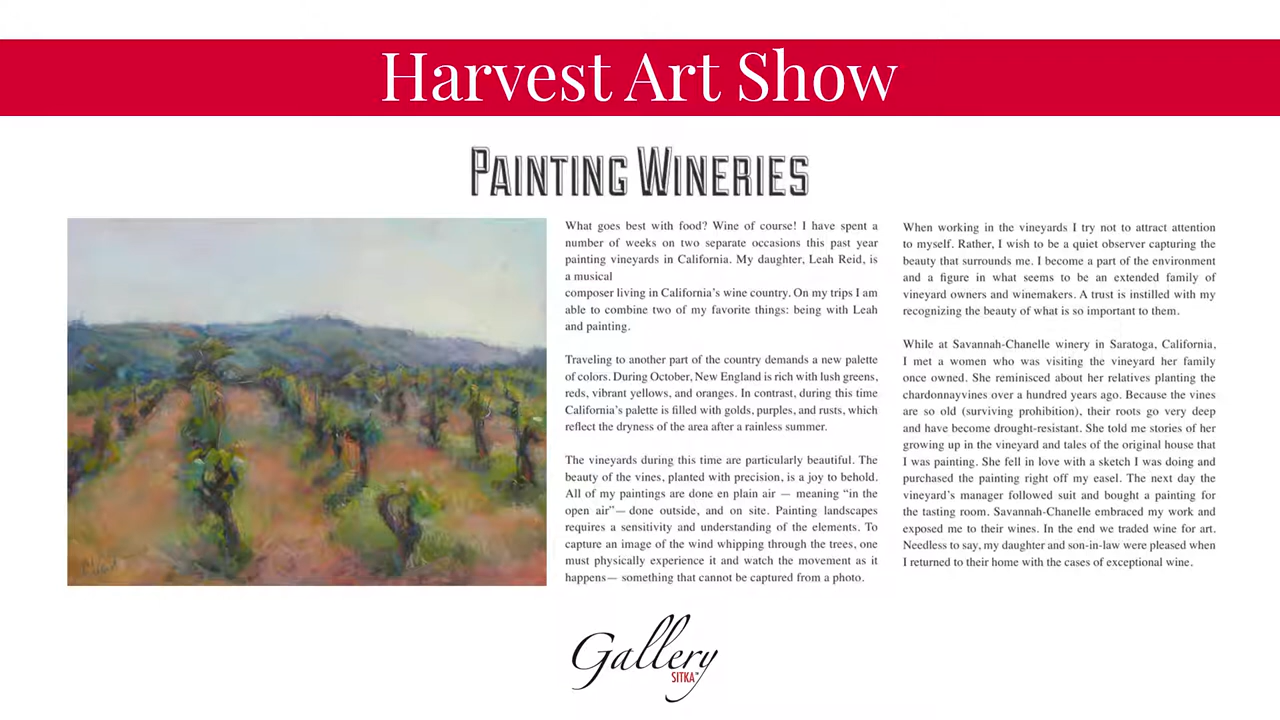 Harvest Art Show
PAINTING WINERIES
What goes best with food? Wine of course! I have spent a
number of weeks on two separate occasions this past year
painting vineyards in California. My daughter, Leah Reid, is
a musical
composer living in California's wine country. On my trips I am
able to combine two of my favorite things: being with Leah
and painting.
Traveling to another part of the country demands a new palette
of colors. During October, New England is rich with lush greens,
reds, vibrant yellows, and oranges. In contrast, during this time
California's palette is filled with golds, purples, and rusts, which
reflect the dryness of the area after a rainless summer.
The vineyards during this time are particularly beautiful. The
beauty of the vines, planted with precision, is a joy to behold.
All of my paintings are done en plain air — meaning "in the
open air"— done outside, and on site. Painting landscapes
requires a sensitivity and understanding of the elements. To
capture an image of the wind whipping through the trees, one
must physically experience it and watch the movement as it
happens— something that cannot be captured from a photo.
When working in the vineyards I try not to attract attention
to myself. Rather, I wish to be a quiet observer capturing the
beauty that surrounds me. I become a part of the environment
and a figure in what seems to be an extended family of
vineyard owners and winemakers. A trust is instilled with my
recognizing the beauty of what is so important to them.
While at Savannah-Chanelle winery in Saratoga, California,
I met a women who was visiting the vineyard her family
once owned. She reminisced about her relatives planting the
chardonnayvines over a hundred years ago. Because the vines
are so old (surviving prohibition), their roots go very deep
and have become drought-resistant. She told me stories of her
growing up in the vineyard and tales of the original house that
I was painting. She fell in love with a sketch I was doing and
purchased the painting right off my easel. The next day the
vineyard's manager followed suit and bought a painting for
the tasting room. Savannah-Chanelle embraced my work and
exposed me to their wines. In the end we traded wine for art.
Needless to say, my daughter and son-in-law were pleased when
I returned to their home with the cases of exceptional wine.
Gallery
SITKA™